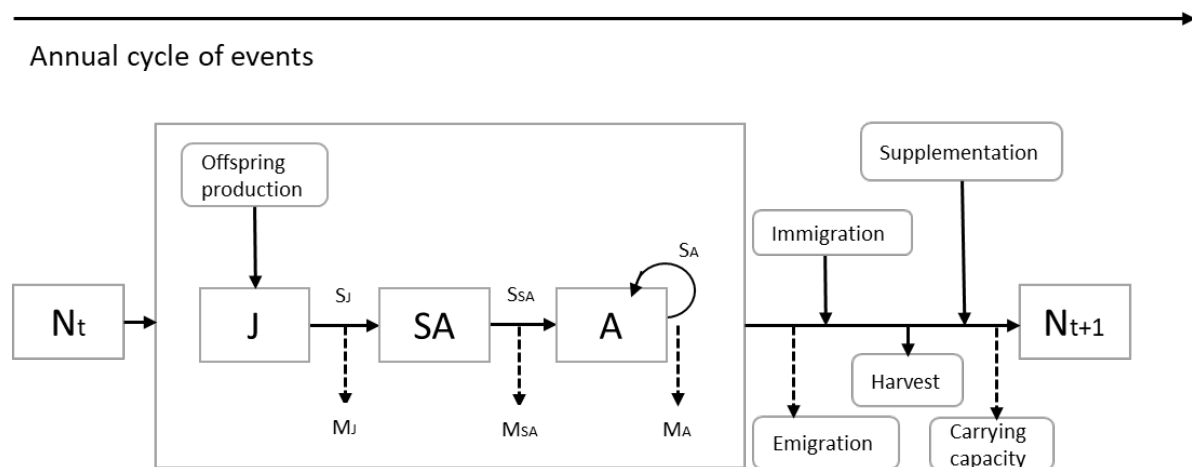 Annual cycle of events
Offspring
production
Supplementation
Immigration
Nt
J
SJ
SA
SSA
A
SA
Nt+1
MJ
MSA
MA
Harvest
Emigration
Carrying
capacity